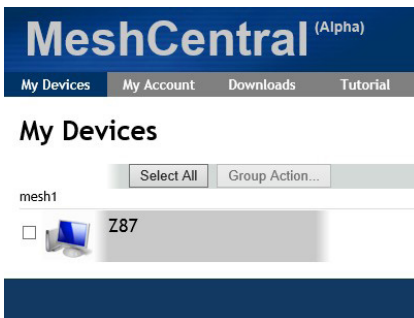 MeshCentral (Alpha)
My Devices My Account Downloads Tutorial
My Devices
Select All Group Action...
mesh1
Z87